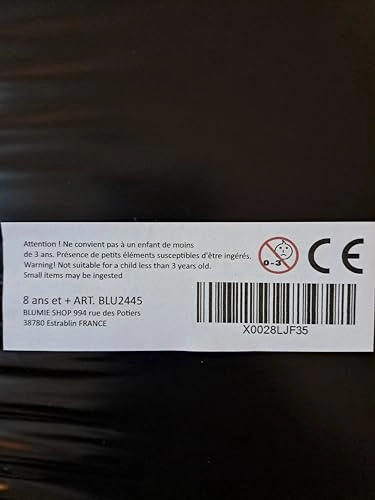 Attention ! Ne convient pas à un enfant de moins
de 3 ans. Présence de petits éléments susceptibles d'être ingérés.
Warning! Not suitable for a child less than 3 years old.
Small items may be ingested
0-3
CE
8 ans et + ART. BLU2445
BLUMIE SHOP 994 rue des Potiers
38780 Estrablin FRANCE
X0028LJF35